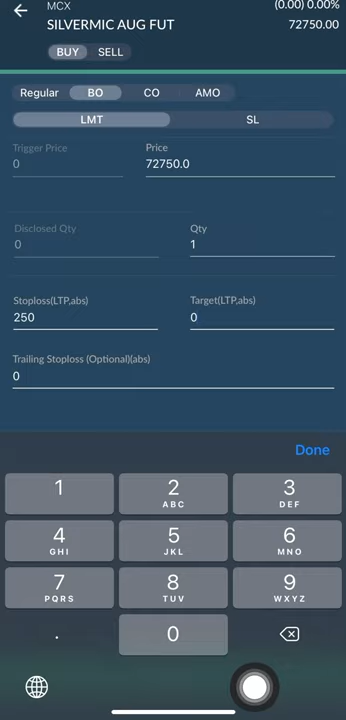 MCX
(0.00) 0.00%
SILVERMIC AUG FUT
72750.00
BUY SELL
Regular BO CO AMO
LMT SL
Trigger Price Price
0 72750.0
Disclosed Qty Qty
0 1
Stoploss(LTP,abs) Target(LTP,abs)
250 0
Trailing Stoploss (Optional)(abs)
0
Done
1 2 3
ABC DEF
4 5 6
GHI JKL MNO
7 8 9
PQRS TUV WXYZ
. 0